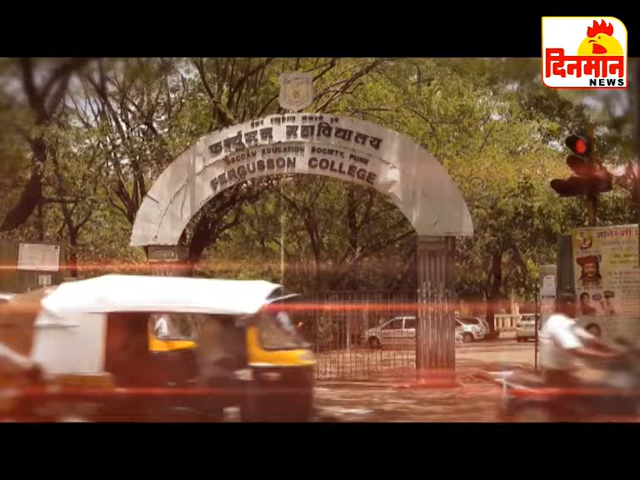 दिनमान
NEWS
फर्ग्युसन महाविद्यालय
DECCAN EDUCATION SOCIETY, PUNE
FERGUSSON COLLEGE